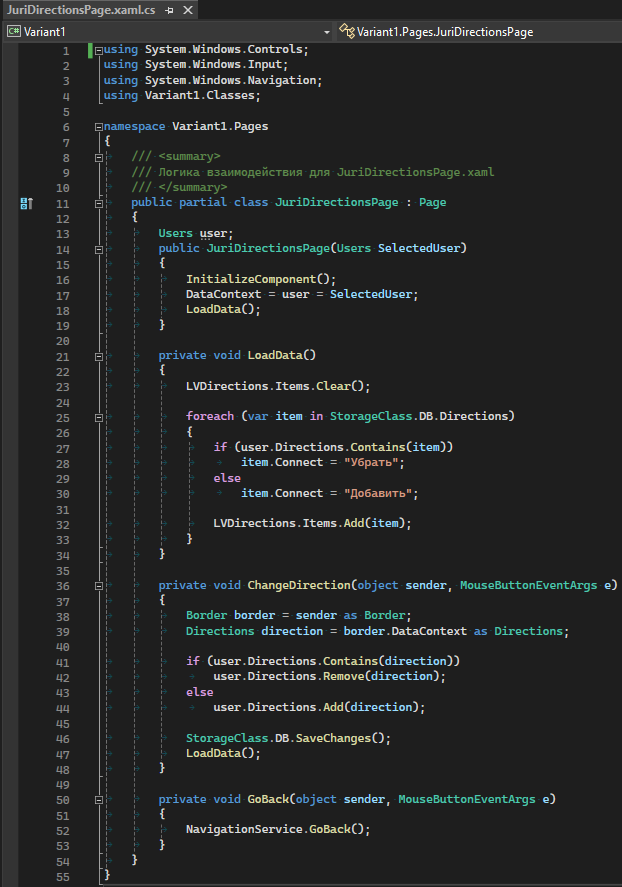 JuriDirectionsPage.xaml.cs
C# Variant1 Variant1.Pages.JuriDirectionsPage
1 using System.Windows.Controls;
2 using System.Windows.Input;
3 using System.Windows.Navigation;
4 using Variant1.Classes;
5
6 namespace Variant1.Pages
7 {
8 /// <summary>
9 /// Логика взаимодействия для JuriDirectionsPage.xaml
10 /// </summary>
11 public partial class JuriDirectionsPage : Page
12 {
13 Users user;
14 public JuriDirectionsPage(Users SelectedUser)
15 {
16 InitializeComponent();
17 DataContext = user = SelectedUser;
18 LoadData();
19 }
20
21 private void LoadData()
22 {
23 LVDirections.Items.Clear();
24
25 foreach (var item in StorageClass.DB.Directions)
26 {
27 if (user.Directions.Contains(item))
28 item.Connect = "Убрать";
29 else
30 item.Connect = "Добавить";
31
32 LVDirections.Items.Add(item);
33 }
34 }
35
36 private void ChangeDirection(object sender, MouseButtonEventArgs e)
37 {
38 Border border = sender as Border;
39 Directions direction = border.DataContext as Directions;
40
41 if (user.Directions.Contains(direction))
42 user.Directions.Remove(direction);
43 else
44 user.Directions.Add(direction);
45
46 StorageClass.DB.SaveChanges();
47 LoadData();
48 }
49
50 private void GoBack(object sender, MouseButtonEventArgs e)
51 {
52 NavigationService.GoBack();
53 }
54 }
55 }